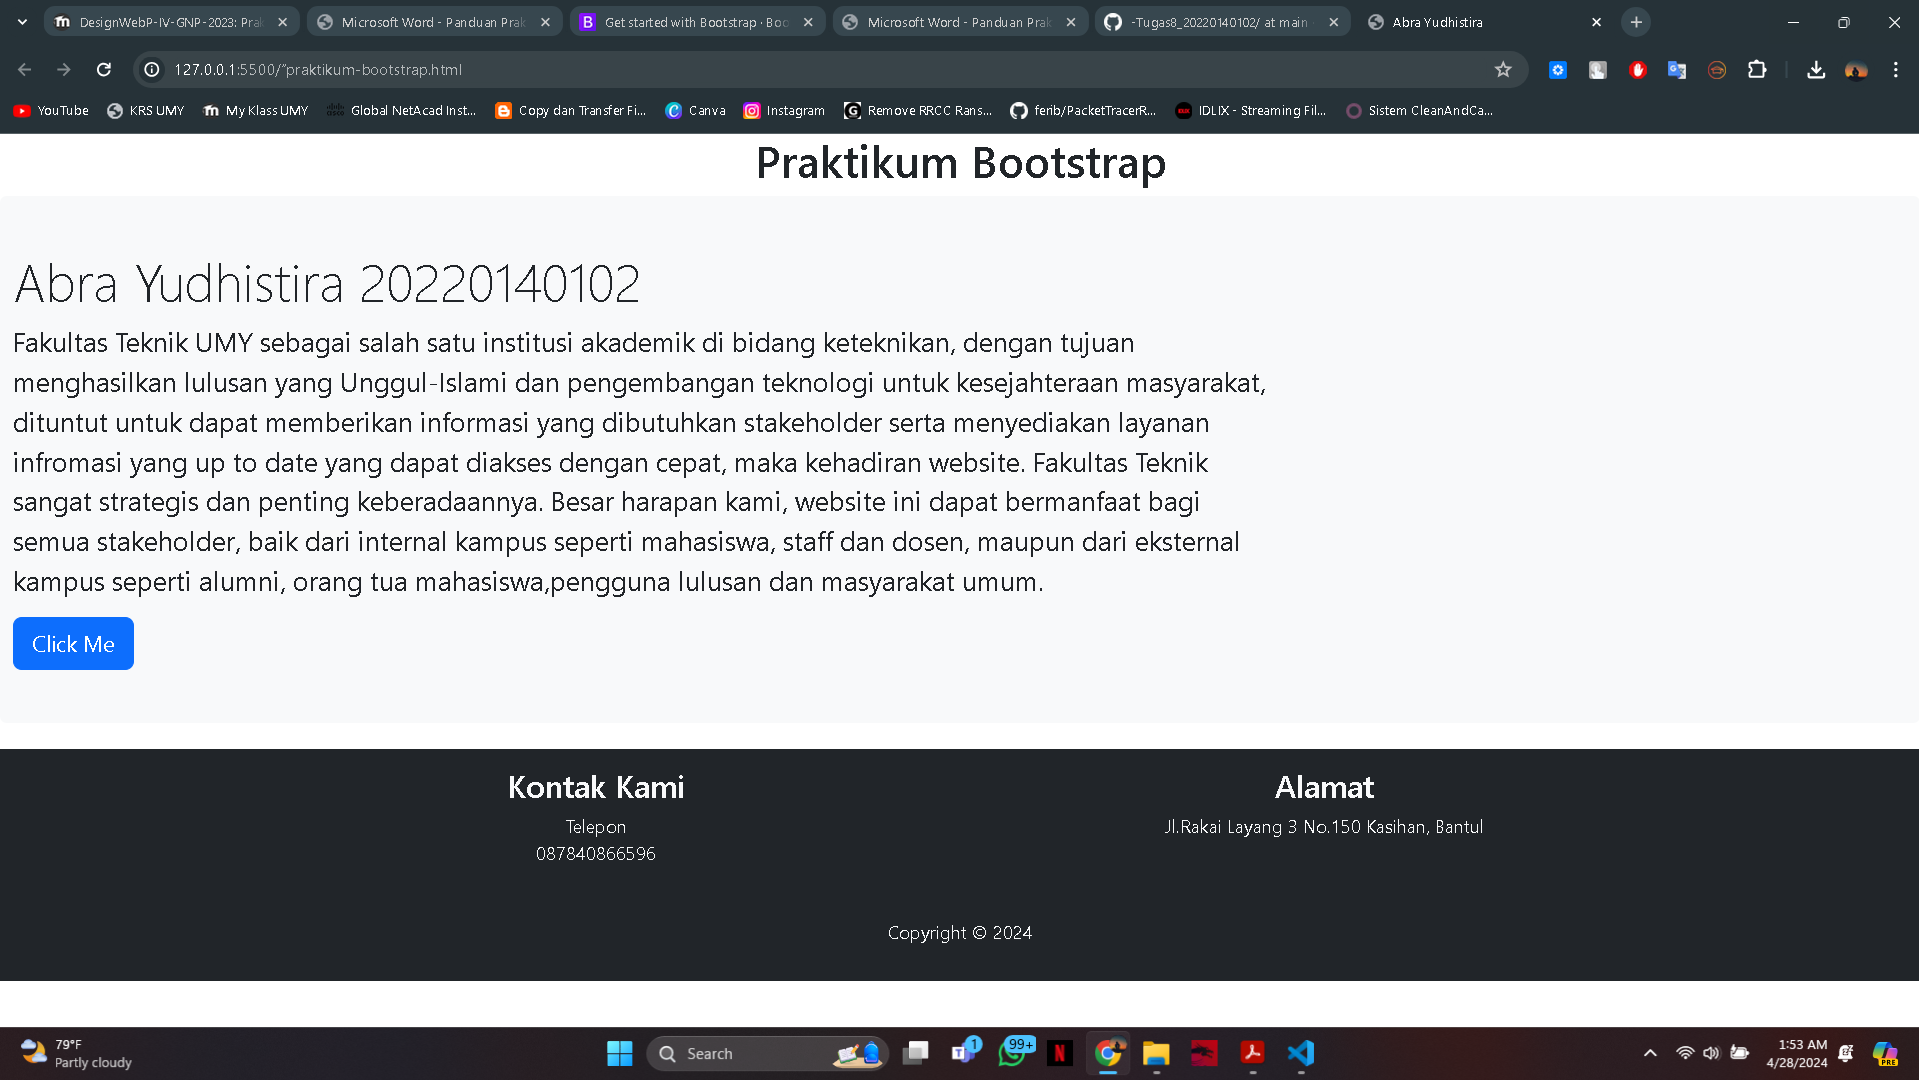 DesignWebP-IV-GNP-2023: Prak
Microsoft Word - Panduan Prak
Get started with Bootstrap · Boo
Microsoft Word - Panduan Prak
-Tugas8_20220140102/ at main
Abra Yudhistira
127.0.0.1:5500/"praktikum-bootstrap.html
YouTube
KRS UMY
My Klass UMY
Global NetAcad Inst...
Copy dan Transfer Fi...
Canva
Instagram
Remove RRCC Rans...
ferib/PacketTracerR...
IDLIX - Streaming Fil...
Sistem CleanAndCa...
Praktikum Bootstrap
Abra Yudhistira 20220140102
Fakultas Teknik UMY sebagai salah satu institusi akademik di bidang keteknikan, dengan tujuan
menghasilkan lulusan yang Unggul-Islami dan pengembangan teknologi untuk kesejahteraan masyarakat,
dituntut untuk dapat memberikan informasi yang dibutuhkan stakeholder serta menyediakan layanan
infromasi yang up to date yang dapat diakses dengan cepat, maka kehadiran website. Fakultas Teknik
sangat strategis dan penting keberadaannya. Besar harapan kami, website ini dapat bermanfaat bagi
semua stakeholder, baik dari internal kampus seperti mahasiswa, staff dan dosen, maupun dari eksternal
kampus seperti alumni, orang tua mahasiswa,pengguna lulusan dan masyarakat umum.
Click Me
Kontak Kami
Telepon
087840866596
Alamat
Jl.Rakai Layang 3 No.150 Kasihan, Bantul
Copyright © 2024
79°F
Partly cloudy
Search
1
99+
1:53 AM
4/28/2024
PRE